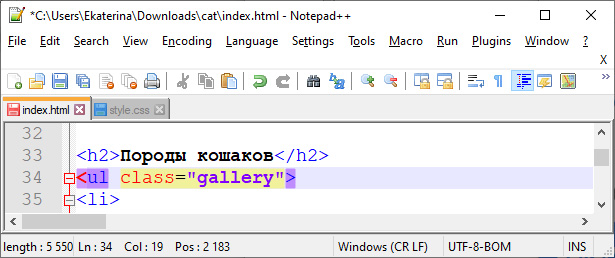 *C:\Users\Ekaterina\Downloads\cat\index.html - Notepad++
File Edit Search View Encoding Language Settings Tools Macro Run Plugins Window ?
X
index.html style.css
32
33 <h2>Породы кошаков</h2>
34 <ul class="gallery">
35 <li>
length : 5 550 Ln : 34 Col : 19 Pos : 2 183 Windows (CR LF) UTF-8-BOM INS